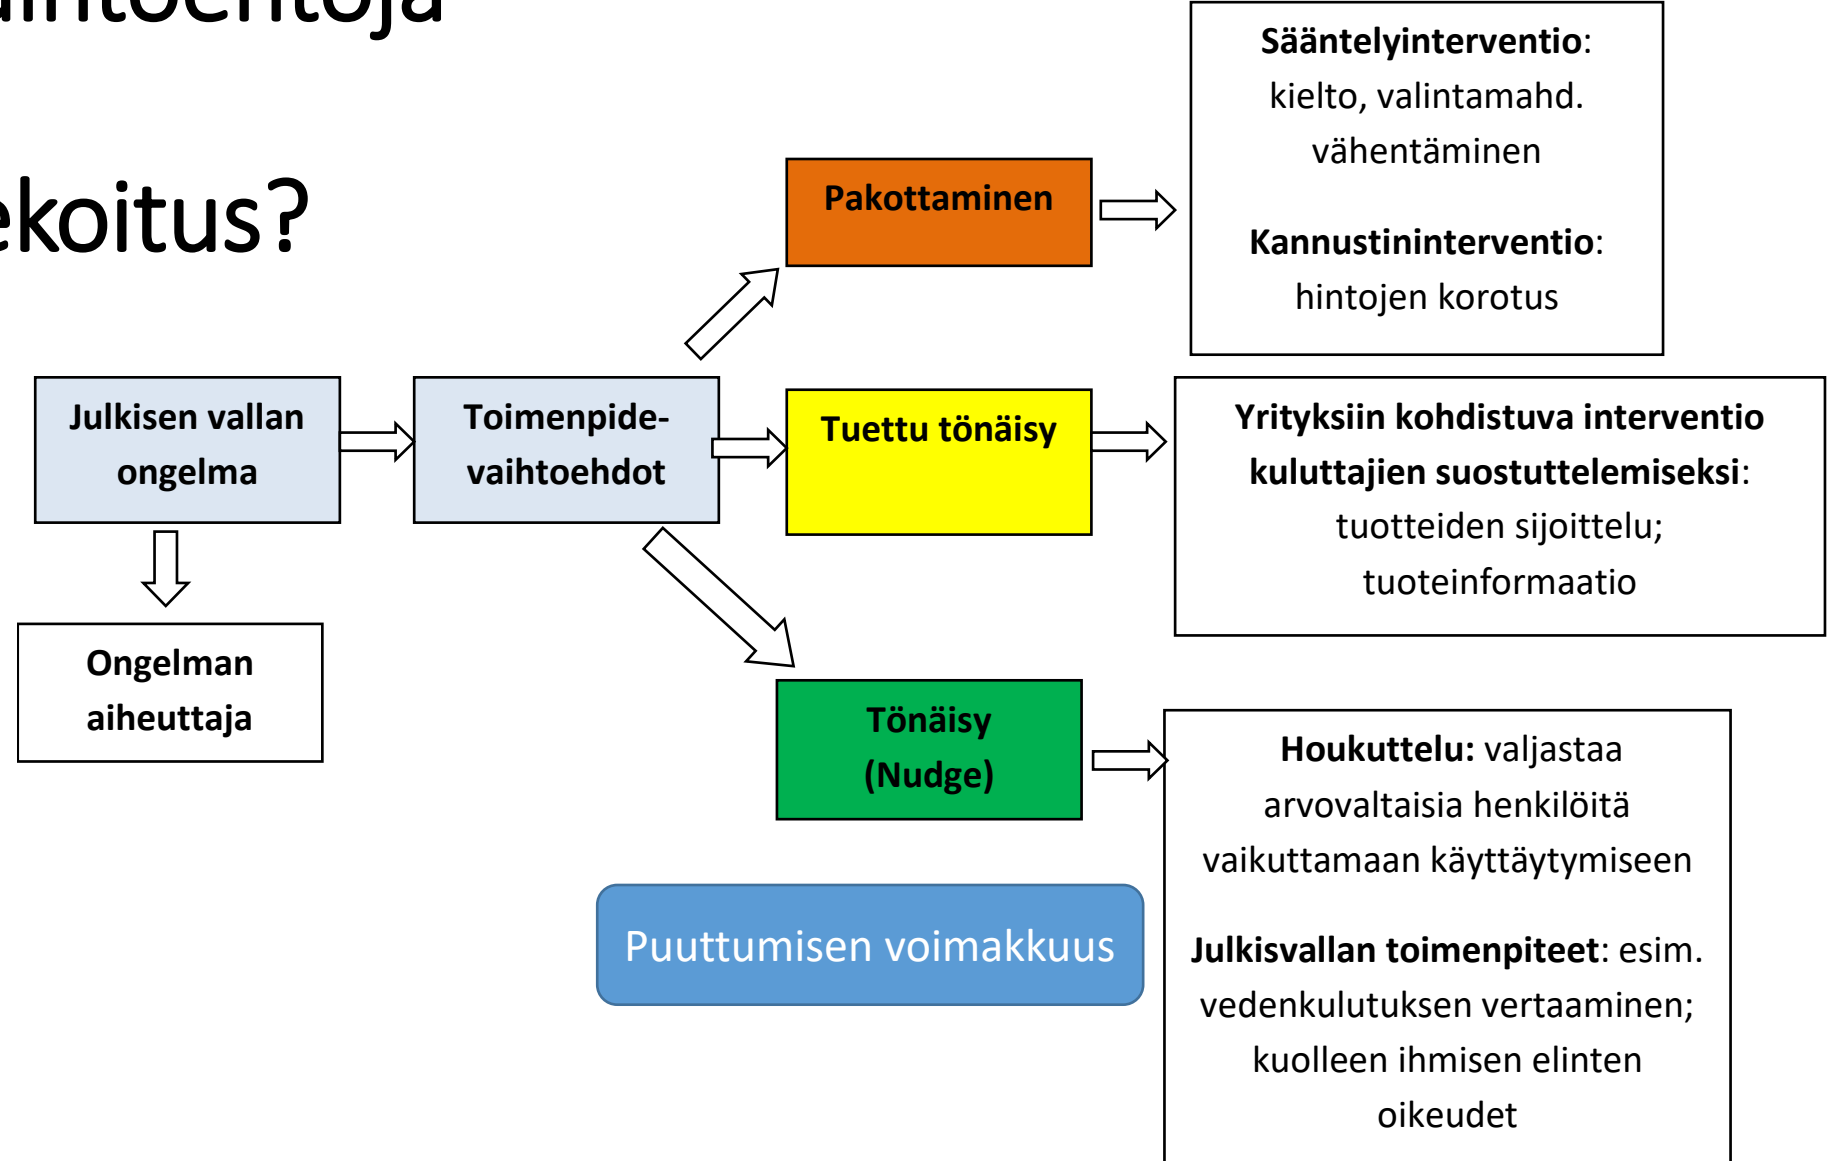 Sääntelyinterventio:
kielto, valintamahd.
vähentäminen
Kannustininterventio:
hintojen korotus
ekoitus?
Pakottaminen
Julkisen vallan
ongelma
Toimenpide-
vaihtoehdot
Tuettu tönäisy
Yrityksiin kohdistuva interventio
kuluttajien suostuttelemiseksi:
tuotteiden sijoittelu;
tuoteinformaatio
Ongelman
aiheuttaja
Tönäisy
(Nudge)
Houkuttelu: valjastaa
arvovaltaisia henkilöitä
vaikuttamaan käyttäytymiseen
Julkisvallan toimenpiteet: esim.
vedenkulutuksen vertaaminen;
kuolleen ihmisen elinten
oikeudet
Puuttumisen voimakkuus